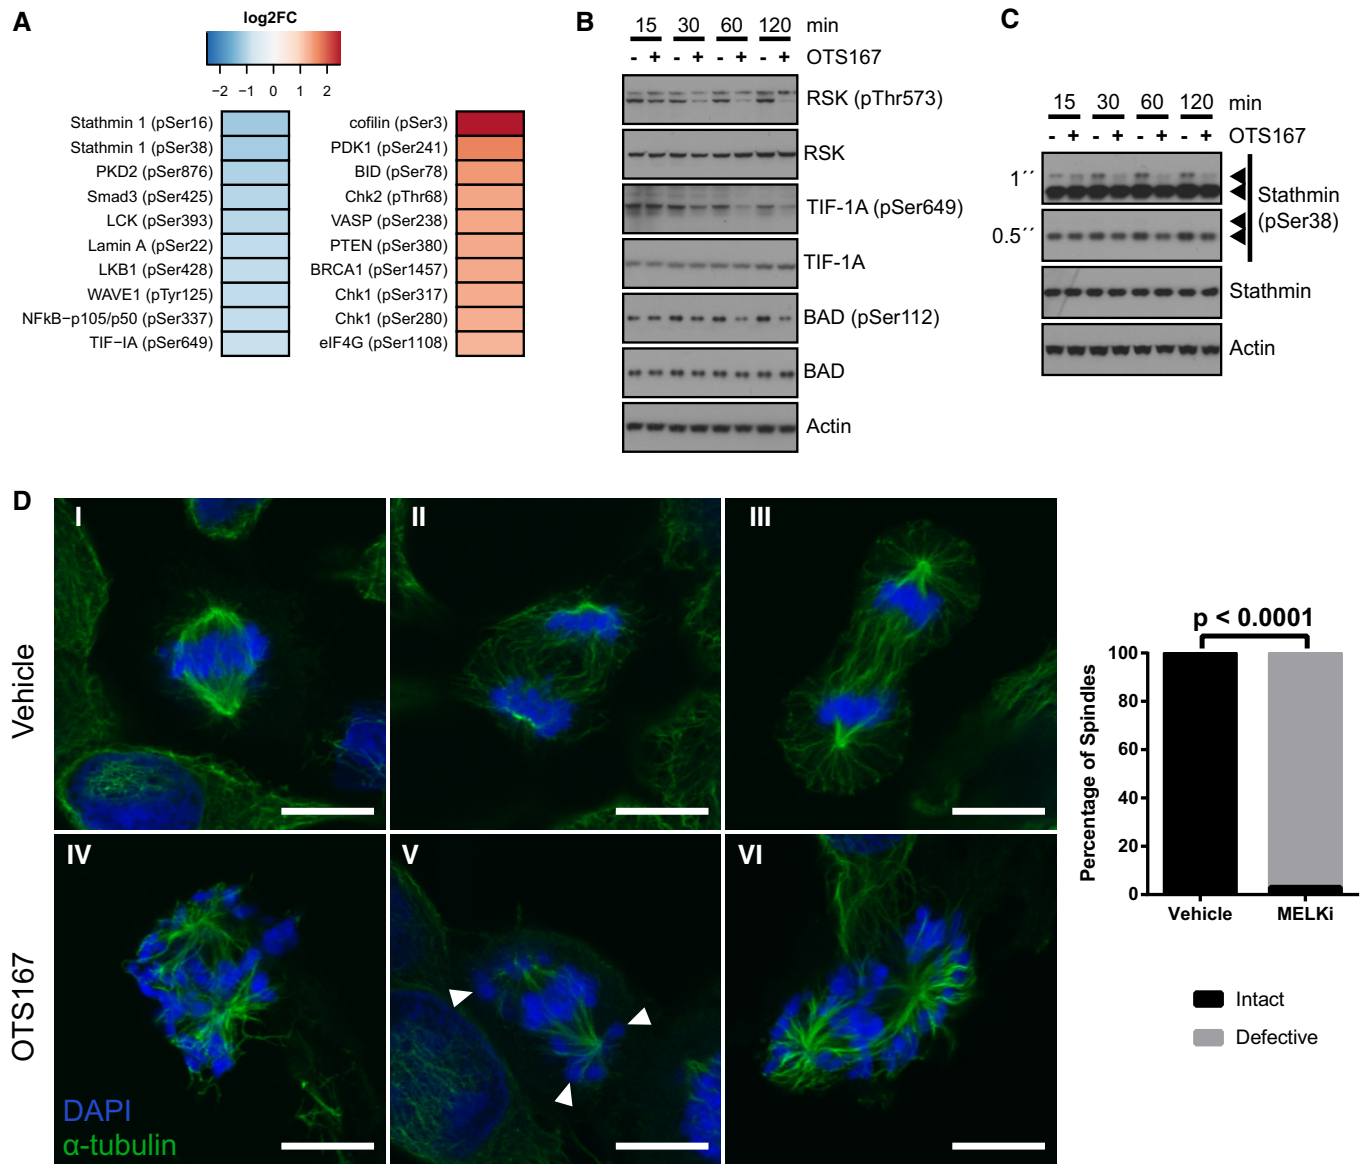 A
log2FC
−2 −1 0 1 2
Stathmin 1 (pSer16)
Stathmin 1 (pSer38)
PKD2 (pSer876)
Smad3 (pSer425)
LCK (pSer393)
Lamin A (pSer22)
LKB1 (pSer428)
WAVE1 (pTyr125)
NFkB−p105/p50 (pSer337)
TIF−IA (pSer649)
cofilin (pSer3)
PDK1 (pSer241)
BID (pSer78)
Chk2 (pThr68)
VASP (pSer238)
PTEN (pSer380)
BRCA1 (pSer1457)
Chk1 (pSer317)
Chk1 (pSer280)
eIF4G (pSer1108)
B
15 30 60 120 min
- + - + - + - + OTS167
RSK (pThr573)
RSK
TIF-1A (pSer649)
TIF-1A
BAD (pSer112)
BAD
Actin
C
15 30 60 120 min
- + - + - + - + OTS167
1´´
0.5´´
Stathmin
(pSer38)
Stathmin
Actin
D
Vehicle
I
II
III
OTS167
IV
V
VI
DAPI
α-tubulin
p < 0.0001
Percentage of Spindles
100
80
60
40
20
0
Vehicle MELKi
Intact
Defective